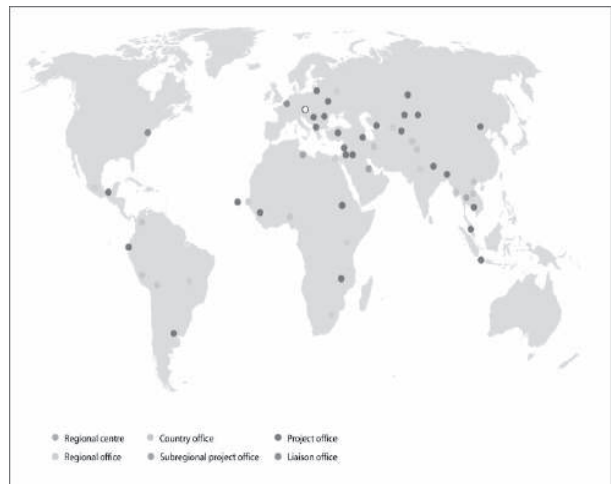 Regional centre
Country office
Project office
Regional office
Subregional project office
Liaison office